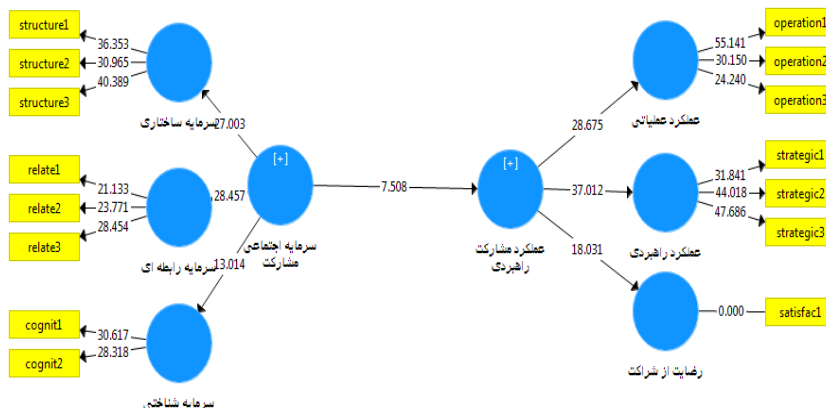 structure1
36.353
structure2
30.965
structure3
40.389
سرمایه ساختاری
27.003
relate1
21.133
relate2
23.771
relate3
28.454
سرمایه رابطه ای
28.457
cognit1
30.617
cognit2
28.318
سرمایه شناختی
13.014
[+]
سرمایه اجتماعی
مشارکت
7.508
[+]
عملکرد مشارکت
راهبردی
28.675
37.012
18.031
operation1
55.141
operation2
30.150
operation3
24.240
عملکرد عملیاتی
strategic1
31.841
strategic2
44.018
strategic3
47.686
عملکرد راهبردی
satisfac1
0.000
رضایت از شراکت